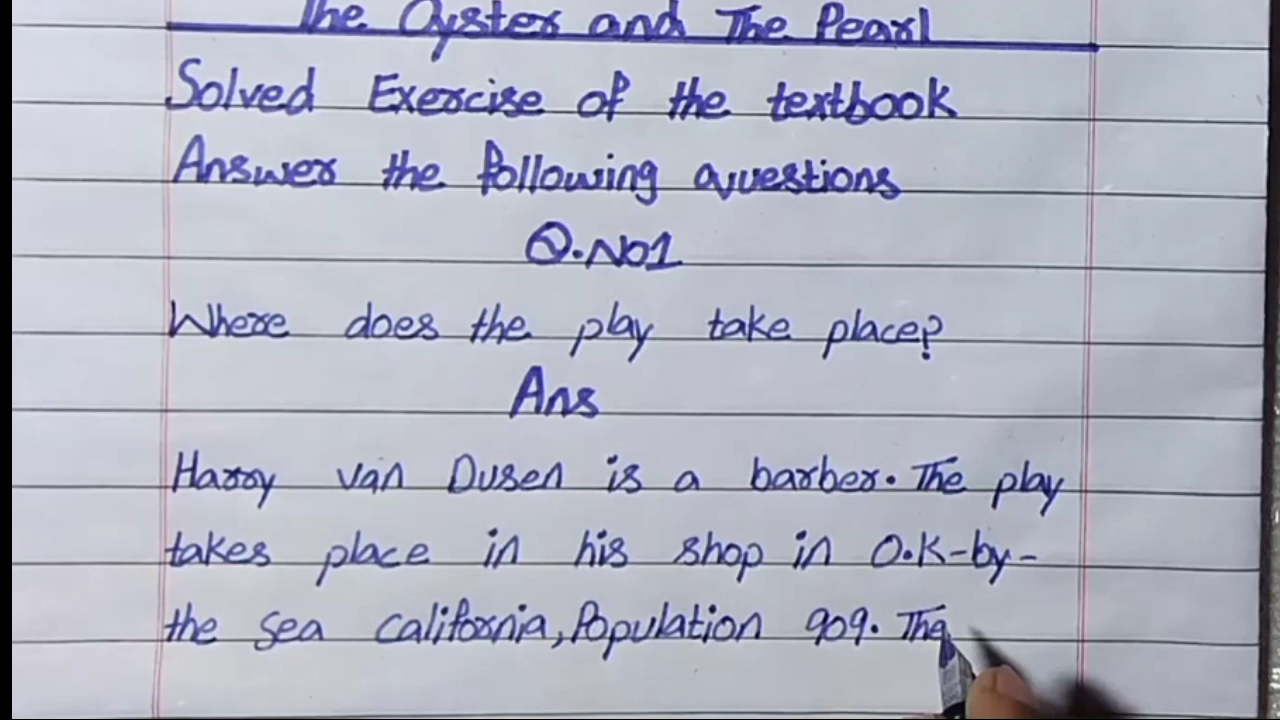 The Oyster and The Pearl
Solved Exercise of the textbook
Answer the following questions
Q.No1
Where does the play take place?
Ans
Harry van Dusen is a barber. The play
takes place in his shop in O.K-by-
the sea california, Population 909. The